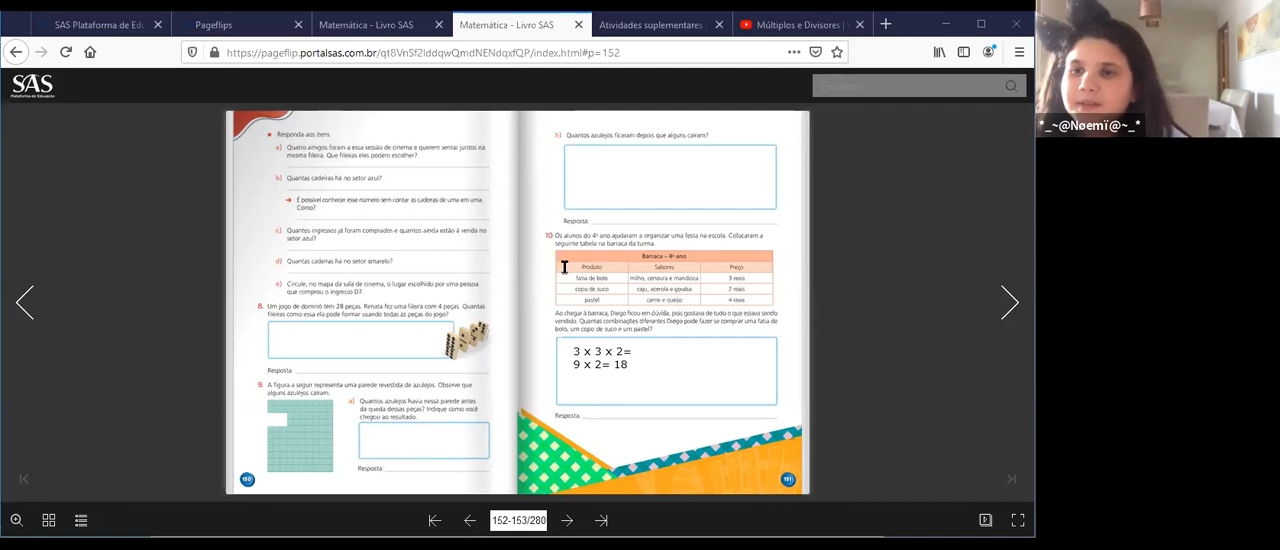 SAS Plataforma de Edu
Pageflips
Matemática - Livro SAS
Matemática - Livro SAS
Atividades suplementares -
Múltiplos e Divisores | 
https://pageflip.portalsas.com.br/qt8VnSf2lddqwQmdNENdqxfQP/index.html#p=152
SAS
Plataforma de Educação
Pesquisar
*_~@Nøemï@~_*
Responda aos itens.
a) Quatro amigos foram a essa sessão de cinema e querem sentar juntos na
mesma fileira. Que fileiras eles podem escolher?
b) Quantas cadeiras há no setor azul?
É possível conhecer esse número sem contar as cadeiras de uma em uma.
Como?
c) Quantos ingressos já foram comprados e quantos ainda estão à venda no
setor azul?
d) Quantas cadeiras há no setor amarelo?
e) Circule, no mapa da sala de cinema, o lugar escolhido por uma pessoa
que comprou o ingresso D7.
8. Um jogo de dominó tem 28 peças. Renata fez uma fileira com 4 peças. Quantas
fileiras como essa ela pode formar usando todas as peças do jogo?
Resposta:
9. A figura a seguir representa uma parede revestida de azulejos. Observe que
alguns azulejos caíram.
a) Quantos azulejos havia nessa parede antes
da queda dessas peças? Indique como você
chegou ao resultado.
Resposta:
150
b) Quantos azulejos ficaram depois que alguns caíram?
Resposta:
10. Os alunos do 4º ano ajudaram a organizar uma festa na escola. Colocaram a
seguinte tabela na barraca da turma.
Barraca – 4º ano
Produto Sabores Preço
fatia de bolo milho, cenoura e mandioca 3 reais
copo de suco caju, acerola e goiaba 2 reais
pastel carne e queijo 4 reais
Ao chegar à barraca, Diego ficou em dúvida, pois gostava de tudo o que estava sendo
vendido. Quantas combinações diferentes Diego pode fazer se comprar uma fatia de
bolo, um copo de suco e um pastel?
3 x 3 x 2=
9 x 2= 18
Resposta:
151
152-153/280